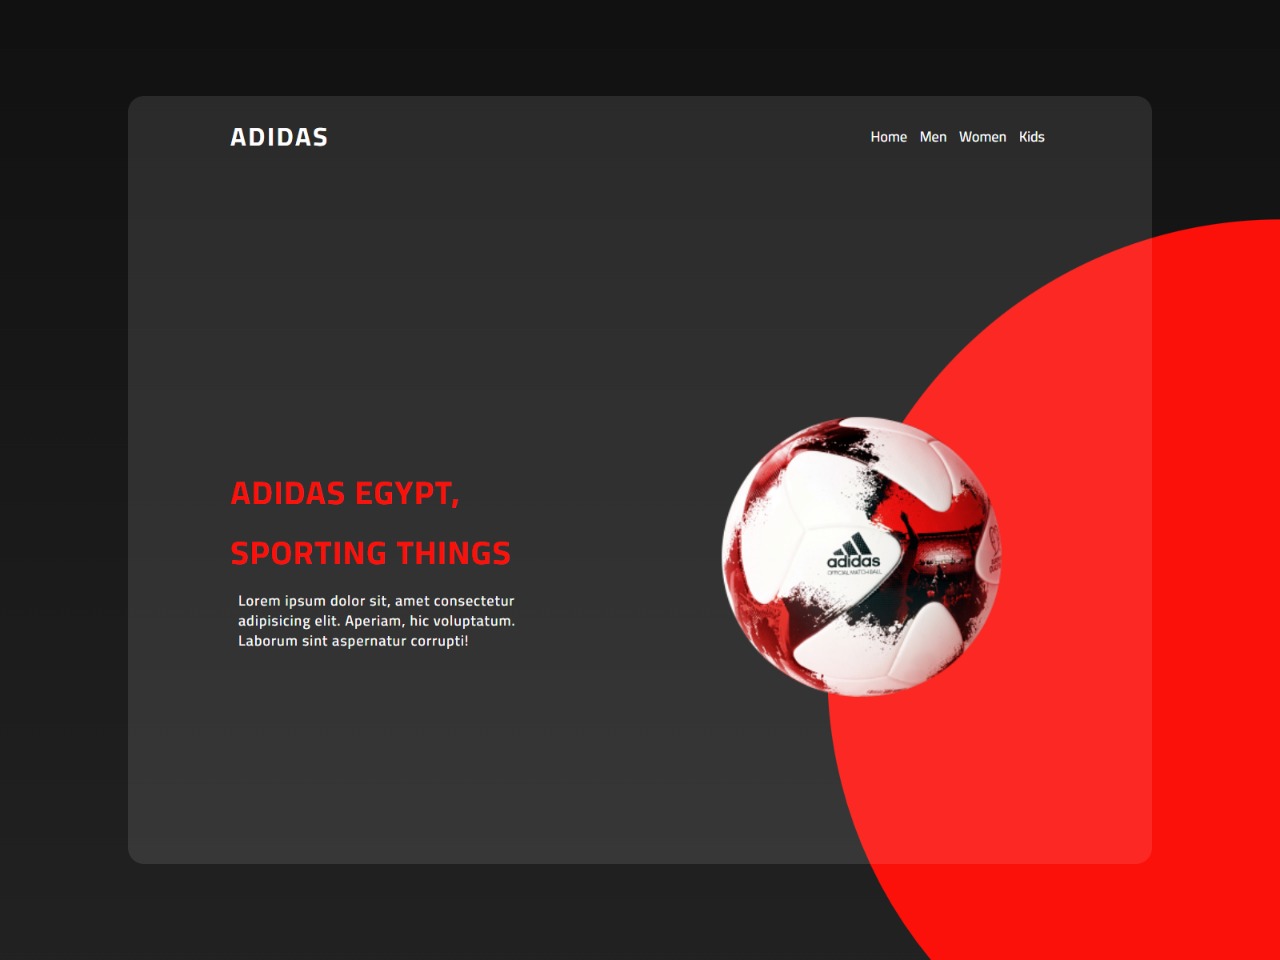 ADIDAS
Home Men Women Kids
ADIDAS EGYPT,
SPORTING THINGS
Lorem ipsum dolor sit, amet consectetur
adipisicing elit. Aperiam, hic voluptatum.
Laborum sint aspernatur corrupti!
adidas
OFFICIAL MATCH BALL